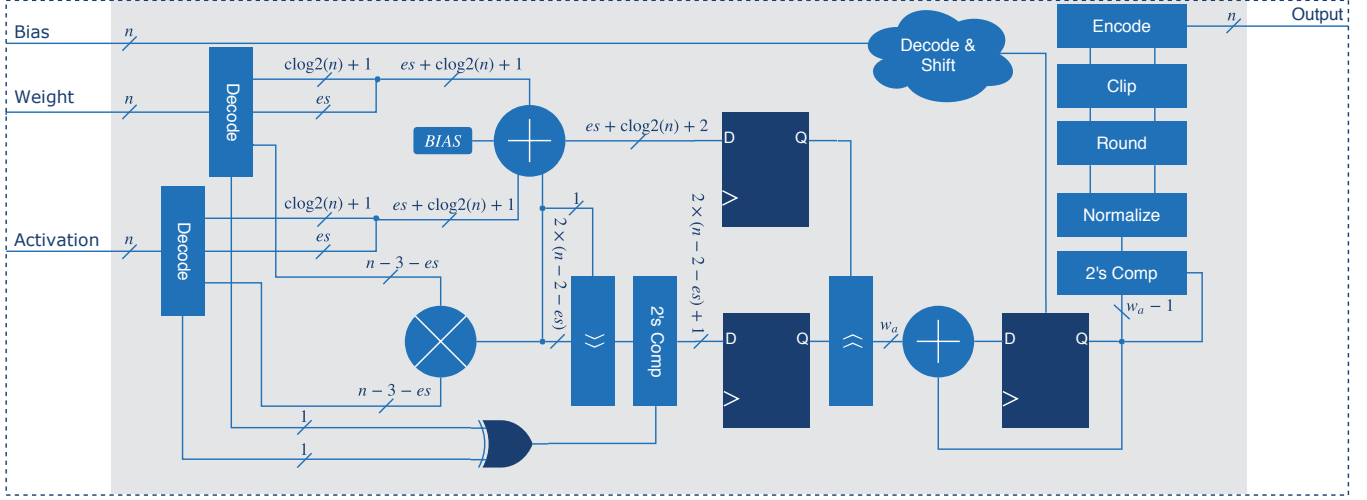 Bias
n
Decode &
Shift
Encode
n
Output
clog2(n) + 1
es + clog2(n) + 1
Weight
n
Decode
es
Clip
BIAS
es + clog2(n) + 2
D
Q
Round
clog2(n) + 1
es + clog2(n) + 1
1
Activation
n
Decode
es
2 × (n − 2 − es)
2 × (n − 2 − es) + 1
Normalize
n − 3 − es
2's Comp
2's Comp
w_a − 1
D
Q
w_a
D
Q
n − 3 − es
1
1